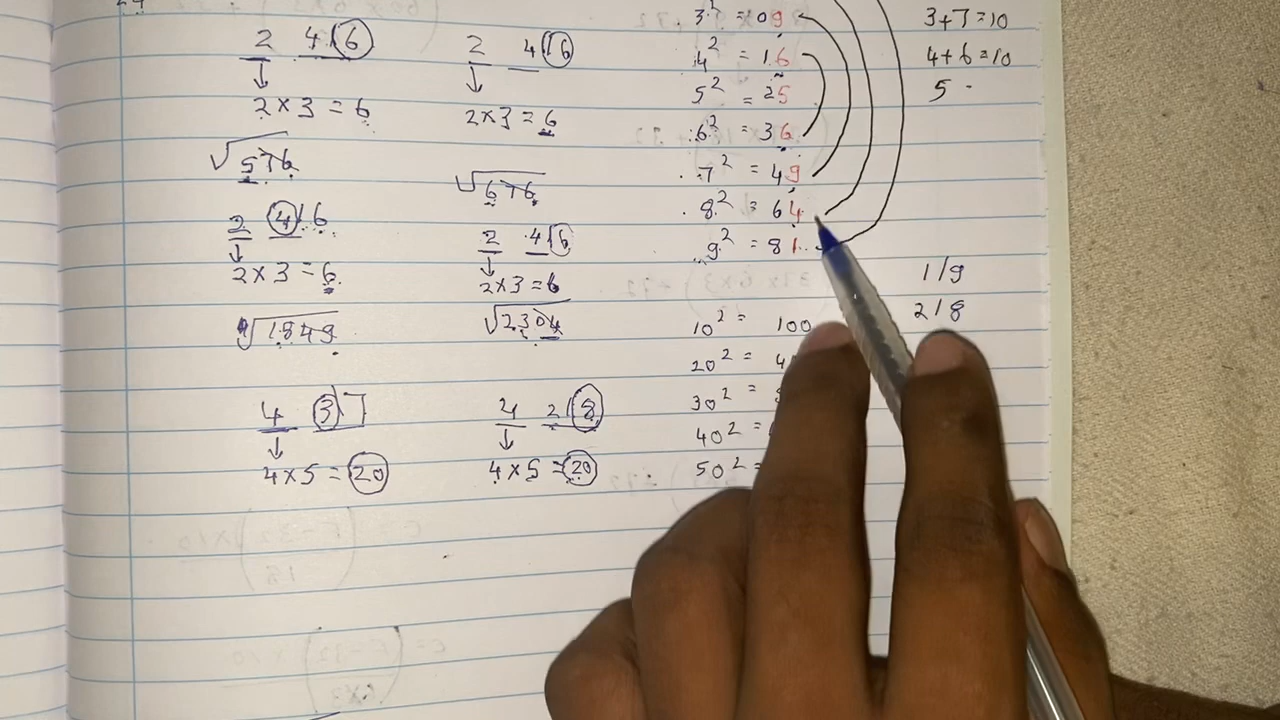 2 4/6
2 × 3 = 6
√576
2 4/6
2 × 3 = 6
√1849
4 3/7
4 × 5 = 20
2 4/6
2 × 3 = 6
√676
2 4/6
2 × 3 = 6
√2304
4 2/8
4 × 5 = 20
3² = 09
4² = 16
5² = 25
6² = 36
7² = 49
8² = 64
9² = 81
10² = 100
20² = 4
30² =
40² =
50² =
3+7=10
4+6=10
5
1/9
2/8